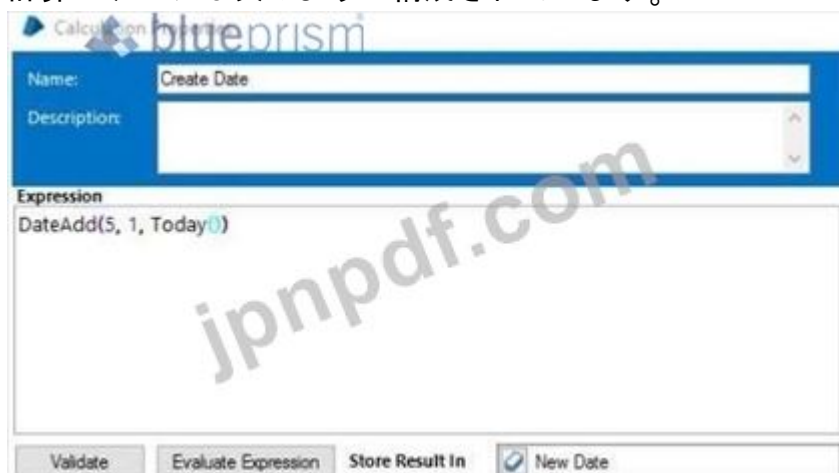 Calculation Properties
blueprism
Name: Create Date
Description:
Expression
DateAdd(5, 1, Today())
jpnpdf.com
Validate Evaluate Expression Store Result In New Date